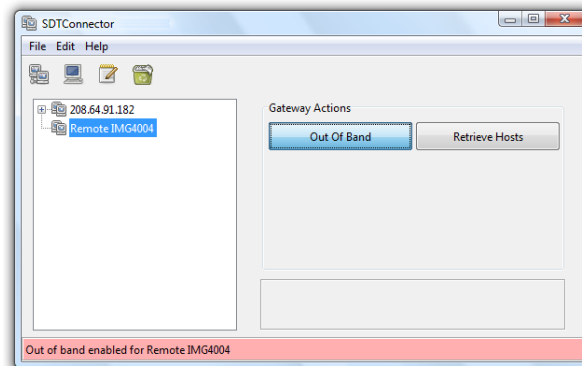 SDTConnector
File Edit Help
208.64.91.182
Remote IMG4004
Gateway Actions
Out Of Band
Retrieve Hosts
Out of band enabled for Remote IMG4004